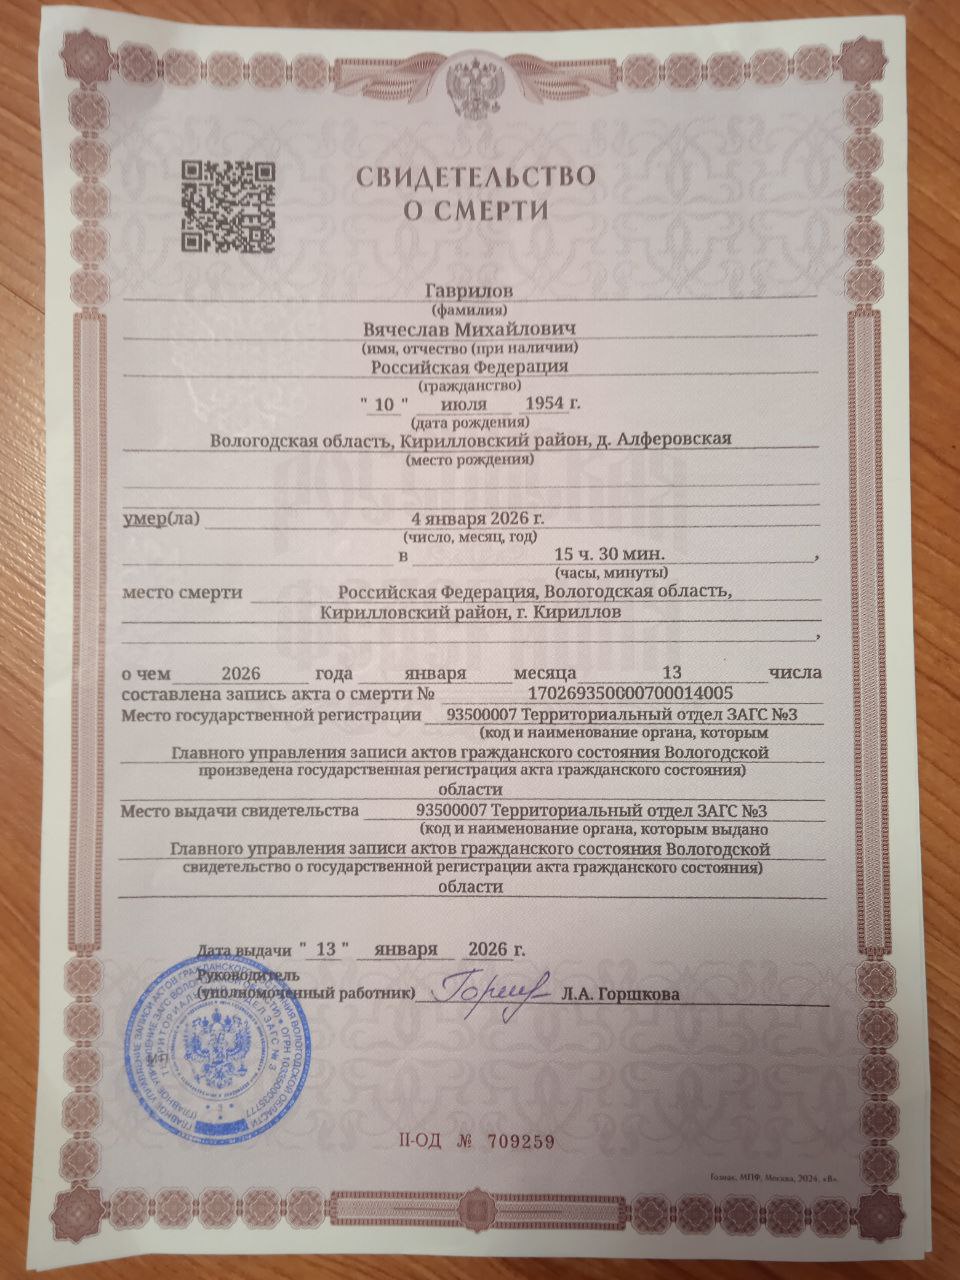 СВИДЕТЕЛЬСТВО
О СМЕРТИ
Гаврилов
(фамилия)
Вячеслав Михайлович
(имя, отчество (при наличии)
Российская Федерация
(гражданство)
" 10 " июля 1954 г.
(дата рождения)
Вологодская область, Кирилловский район, д. Алферовская
(место рождения)
умер(ла) 4 января 2026 г.
(число, месяц, год)
в 15 ч. 30 мин. ,
(часы, минуты)
место смерти Российская Федерация, Вологодская область,
Кирилловский район, г. Кириллов
,
о чем 2026 года января месяца 13 числа
составлена запись акта о смерти № 170269350000700014005
Место государственной регистрации 93500007 Территориальный отдел ЗАГС №3
(код и наименование органа, которым
Главного управления записи актов гражданского состояния Вологодской
произведена государственная регистрация акта гражданского состояния)
области
Место выдачи свидетельства 93500007 Территориальный отдел ЗАГС №3
(код и наименование органа, которым выдано
Главного управления записи актов гражданского состояния Вологодской
свидетельство о государственной регистрации акта гражданского состояния)
области
Дата выдачи " 13 " января 2026 г.
Руководитель
(уполномоченный работник) Л.А. Горшкова
МП
II-ОД № 709259
Гознак, МПФ, Москва, 2024, «В».